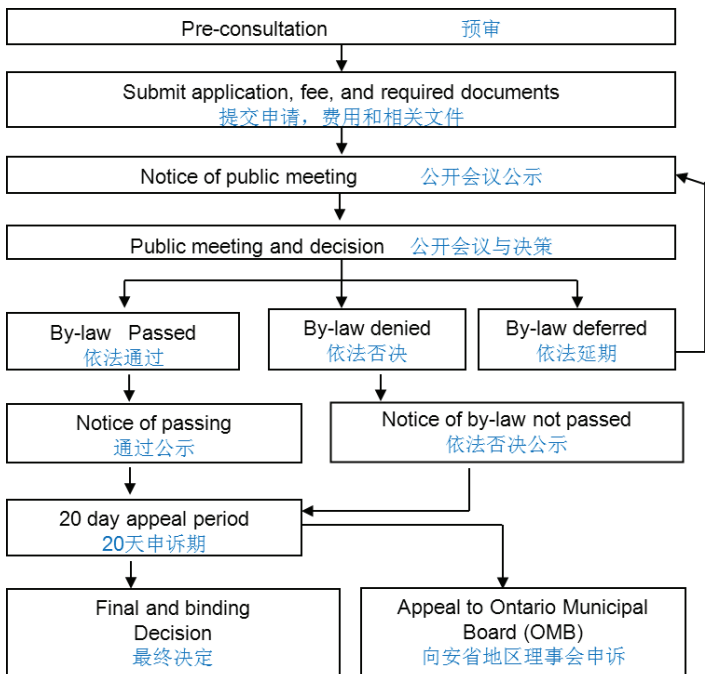 Pre-consultation 预审
Submit application, fee, and required documents
提交申请，费用和相关文件
Notice of public meeting 公开会议公示
Public meeting and decision 公开会议与决策
By-law Passed
依法通过
By-law denied
依法否决
By-law deferred
依法延期
Notice of passing
通过公示
Notice of by-law not passed
依法否决公示
20 day appeal period
20天申诉期
Final and binding
Decision
最终决定
Appeal to Ontario Municipal
Board (OMB)
向安省地区理事会申诉